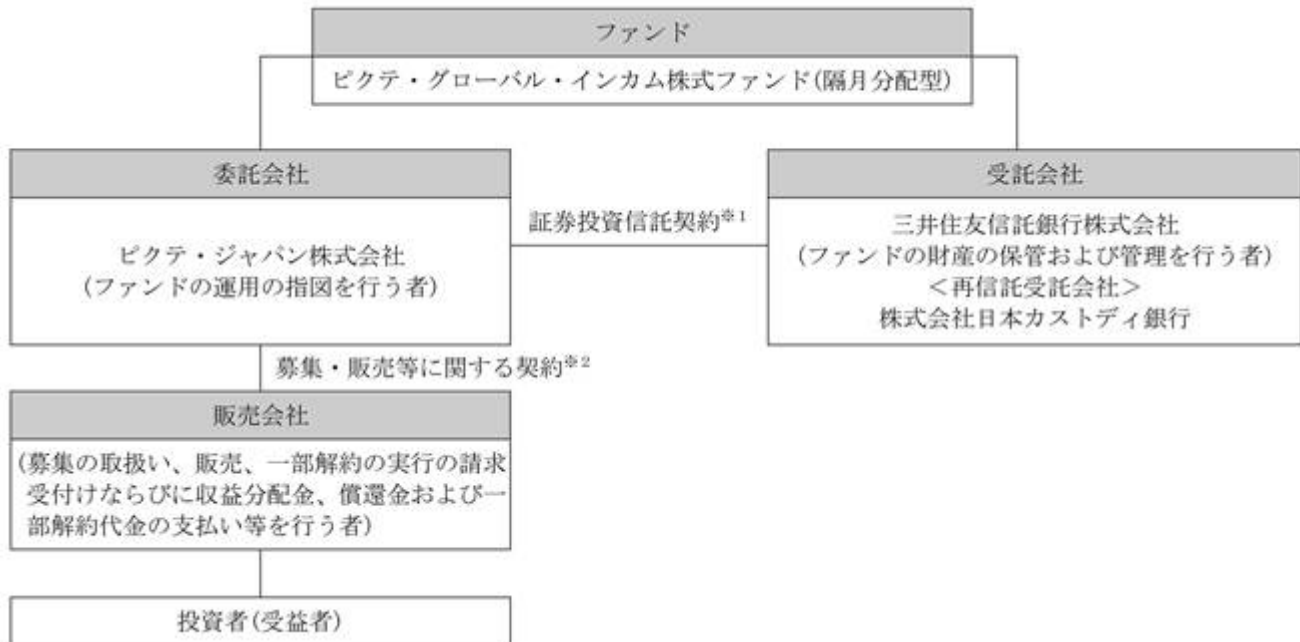 ファンド
ピクテ・グローバル・インカム株式ファンド(隔月分配型)
委託会社
ピクテ・ジャパン株式会社
(ファンドの運用の指図を行う者)
証券投資信託契約※1
受託会社
三井住友信託銀行株式会社
(ファンドの財産の保管および管理を行う者)
<再信託受託会社>
株式会社日本カストディ銀行
募集・販売等に関する契約※2
販売会社
(募集の取扱い、販売、一部解約の実行の請求
受付けならびに収益分配金、償還金および一
部解約代金の支払い等を行う者)
投資者(受益者)